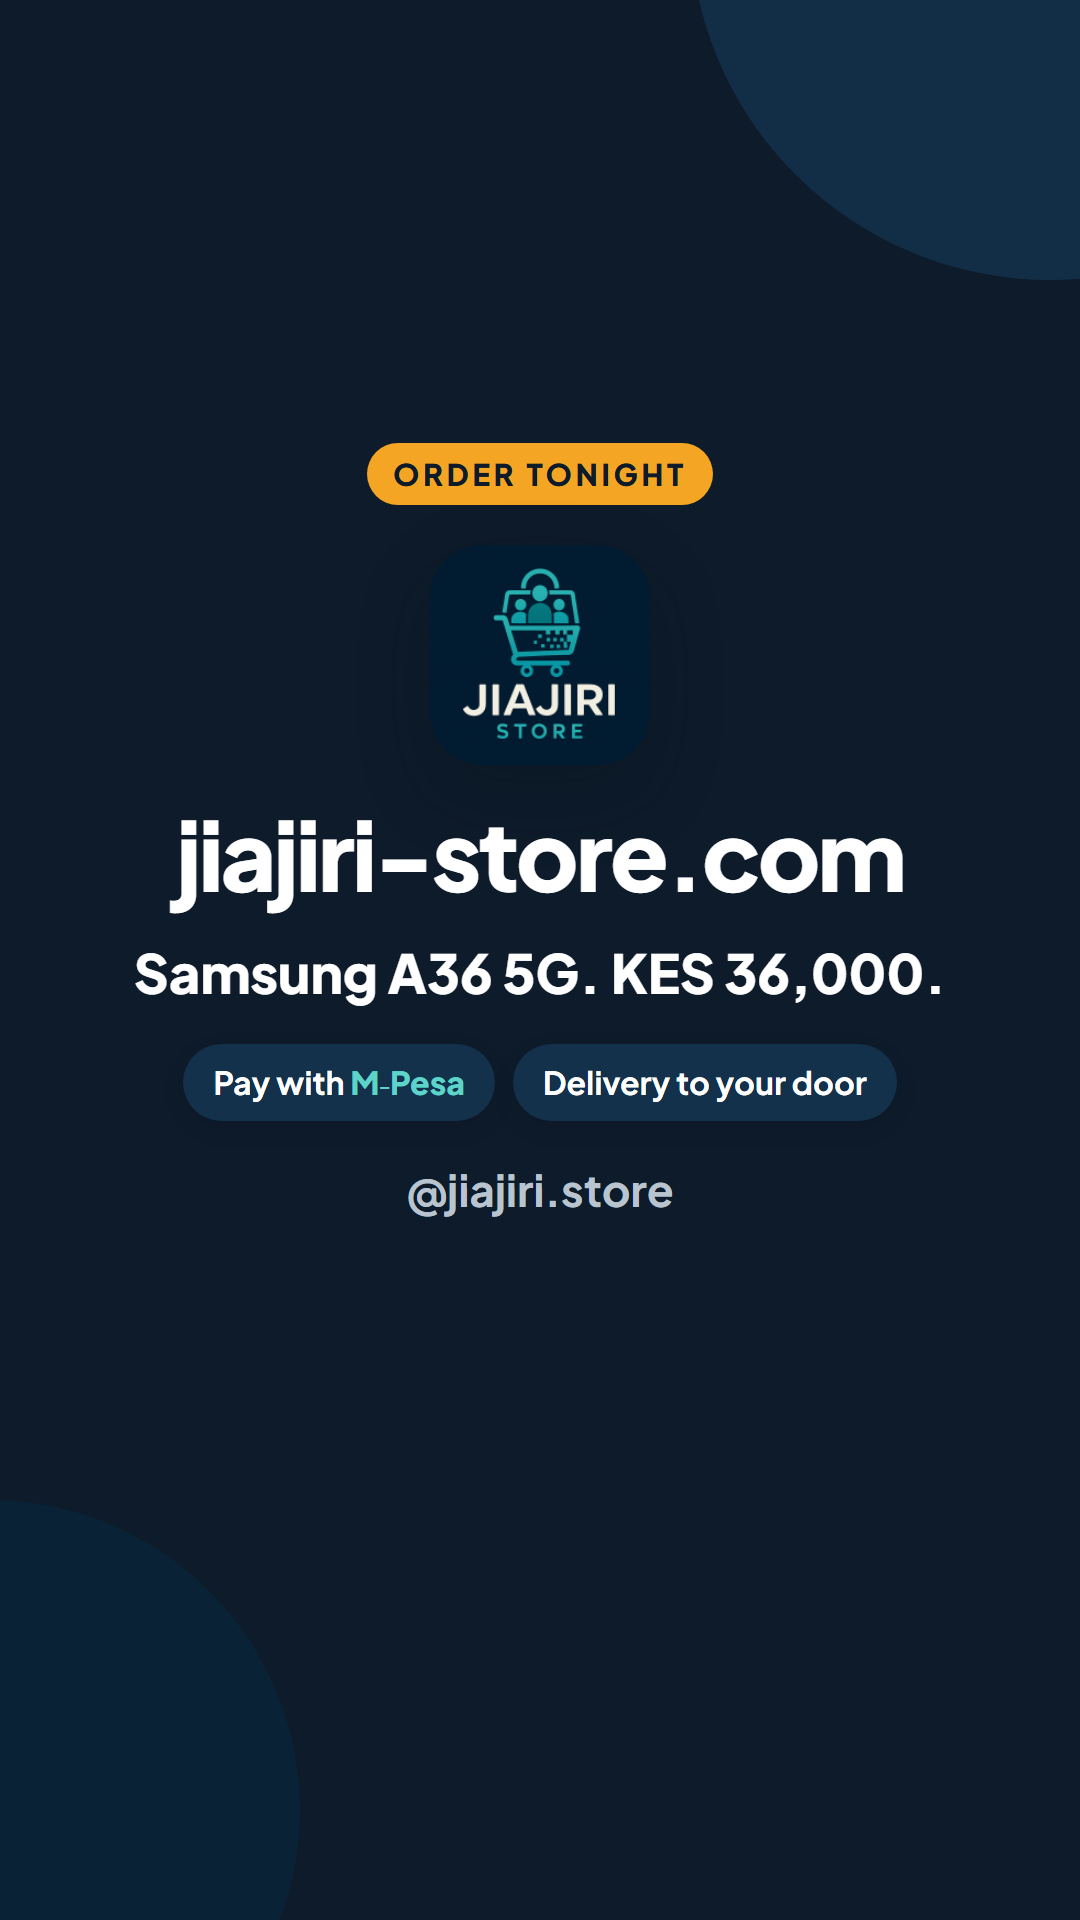 ORDER TONIGHT
JIAJIRI
STORE
jiajiri-store.com
Samsung A36 5G. KES 36,000.
Pay with M-Pesa
Delivery to your door
@jiajiri.store